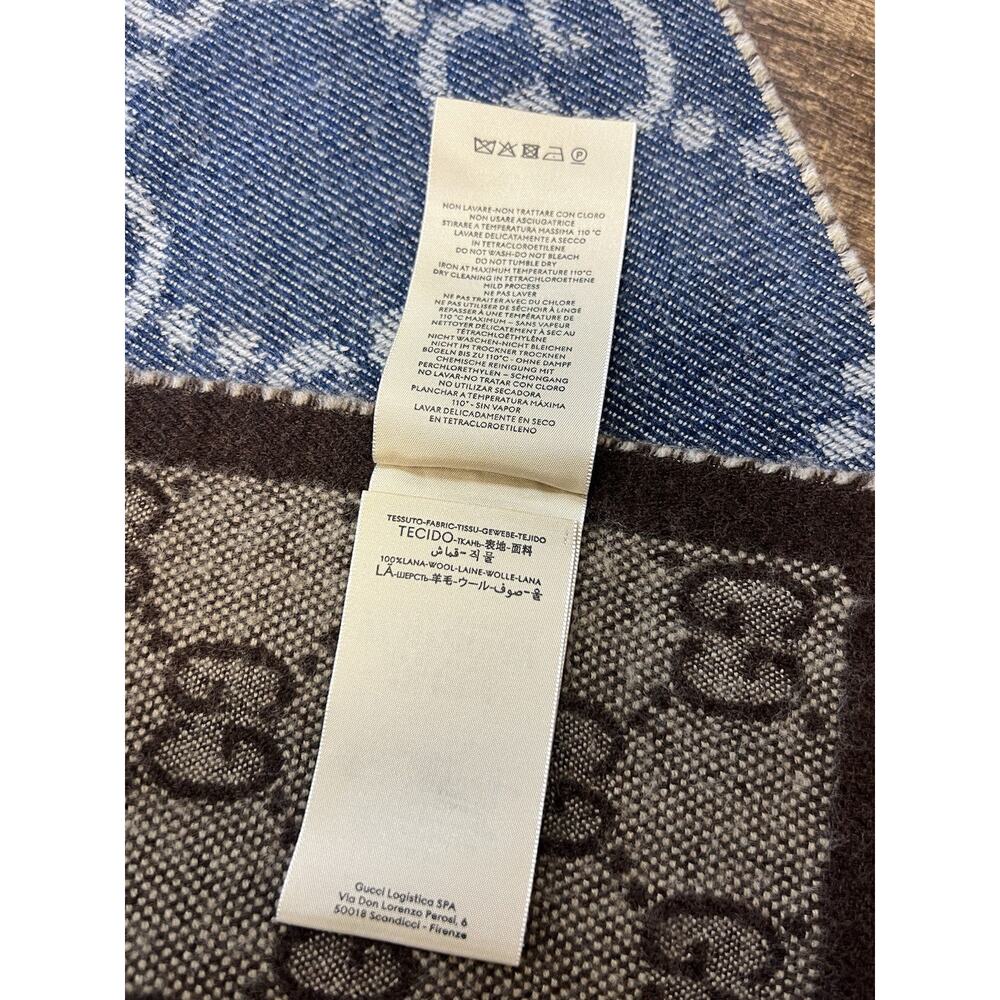 NON LAVARE-NON TRATTARE CON CLORO
NON USARE ASCIUGATRICE
STIRARE A TEMPERATURA MASSIMA 110 °C
LAVARE DELICATAMENTE A SECCO
IN TETRACLOROETILENE
DO NOT WASH-DO NOT BLEACH
DO NOT TUMBLE DRY
IRON AT MAXIMUM TEMPERATURE 110°C
DRY CLEANING IN TETRACHLOROETHENE
MILD PROCESS
NE PAS LAVER
NE PAS TRAITER AVEC DU CHLORE
NE PAS UTILISER DE SÉCHOIR À LINGE
REPASSER À UNE TEMPÉRATURE DE
110 °C MAXIMUM – SANS VAPEUR
NETTOYER DÉLICATEMENT À SEC AU
TÉTRACHLOÉTHYLÈNE
NICHT WASCHEN-NICHT BLEICHEN
NICHT IM TROCKNER TROCKNEN
BÜGELN BIS ZU 110°C - OHNE DAMPF
CHEMISCHE REINIGUNG MIT
PERCHLORETHYLEN – SCHONGANG
NO LAVAR-NO TRATAR CON CLORO
NO UTILIZAR SECADORA
PLANCHAR A TEMPERATURA MÁXIMA
110° - SIN VAPOR
LAVAR DELICADAMENTE EN SECO
EN TETRACLOROETILENO
TESSUTO-FABRIC-TISSU-GEWEBE-TEJIDO
TECIDO-ТКАНЬ-表地-面料
قماش-직물
100%LANA-WOOL-LAINE-WOLLE-LANA
LÃ-ШЕРСТЬ-羊毛-ウール-صوف-울
Gucci Logistica SPA
Via Don Lorenzo Perosi, 6
50018 Scandicci - Firenze